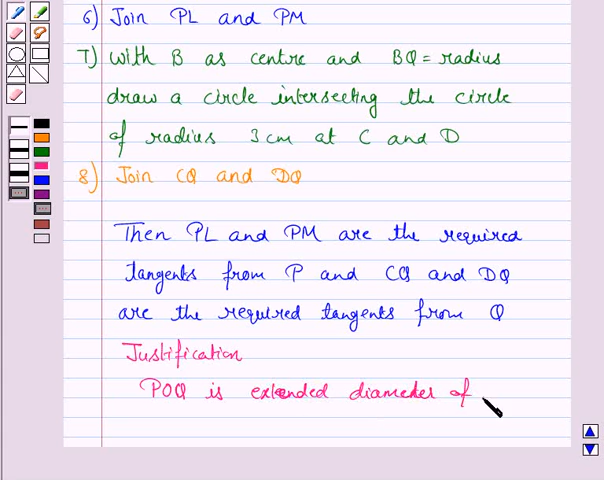 6) Join PL and PM
7) With B as centre and BQ = radius
draw a circle intersecting the circle
of radius 3 cm at C and D
8) Join CQ and DQ
Then PL and PM are the required
tangents from P and CQ and DQ
are the required tangents from Q
Justification
POQ is extended diameter of